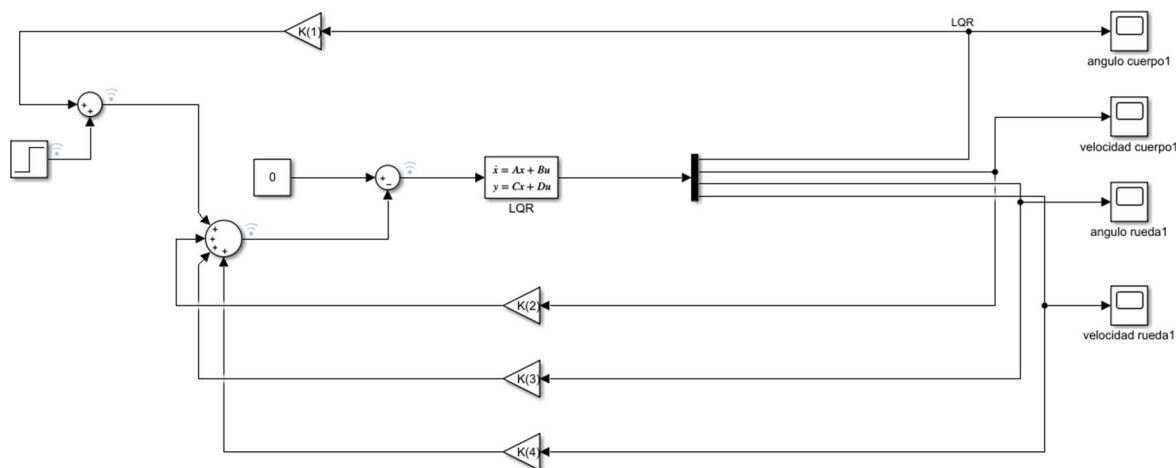 LQR
K(1)
angulo cuerpo1
+
+
velocidad cuerpo1
0
+
−
ẋ = Ax + Bu
y = Cx + Du
LQR
angulo rueda1
+
+
+
+
K(2)
velocidad rueda1
K(3)
K(4)